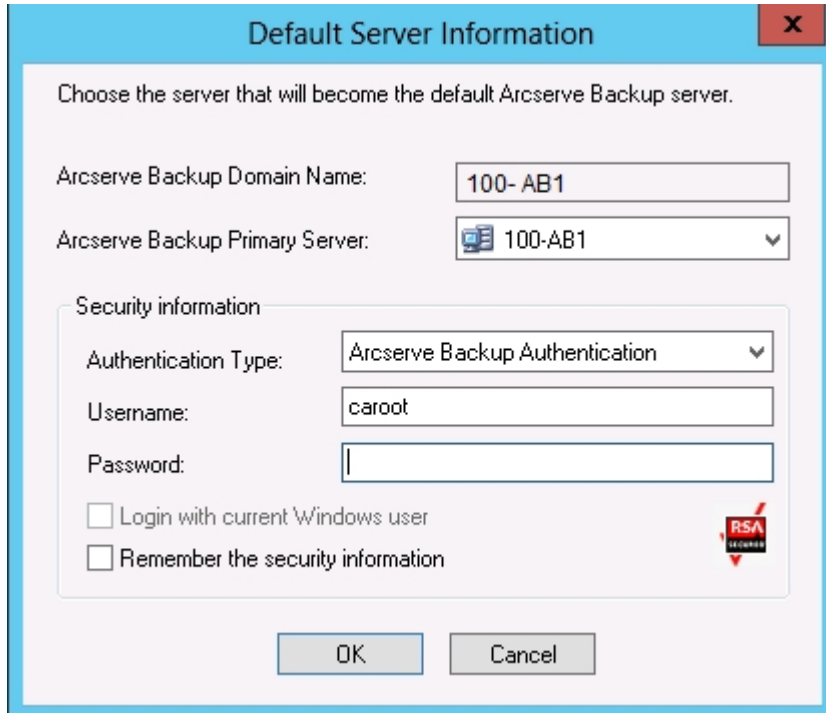 Default Server Information
x
Choose the server that will become the default Arcserve Backup server.
Arcserve Backup Domain Name:
100- AB1
Arcserve Backup Primary Server:
100-AB1
Security information
Authentication Type:
Arcserve Backup Authentication
Username:
caroot
Password:
Login with current Windows user
Remember the security information
RSA
SECURED
OK
Cancel